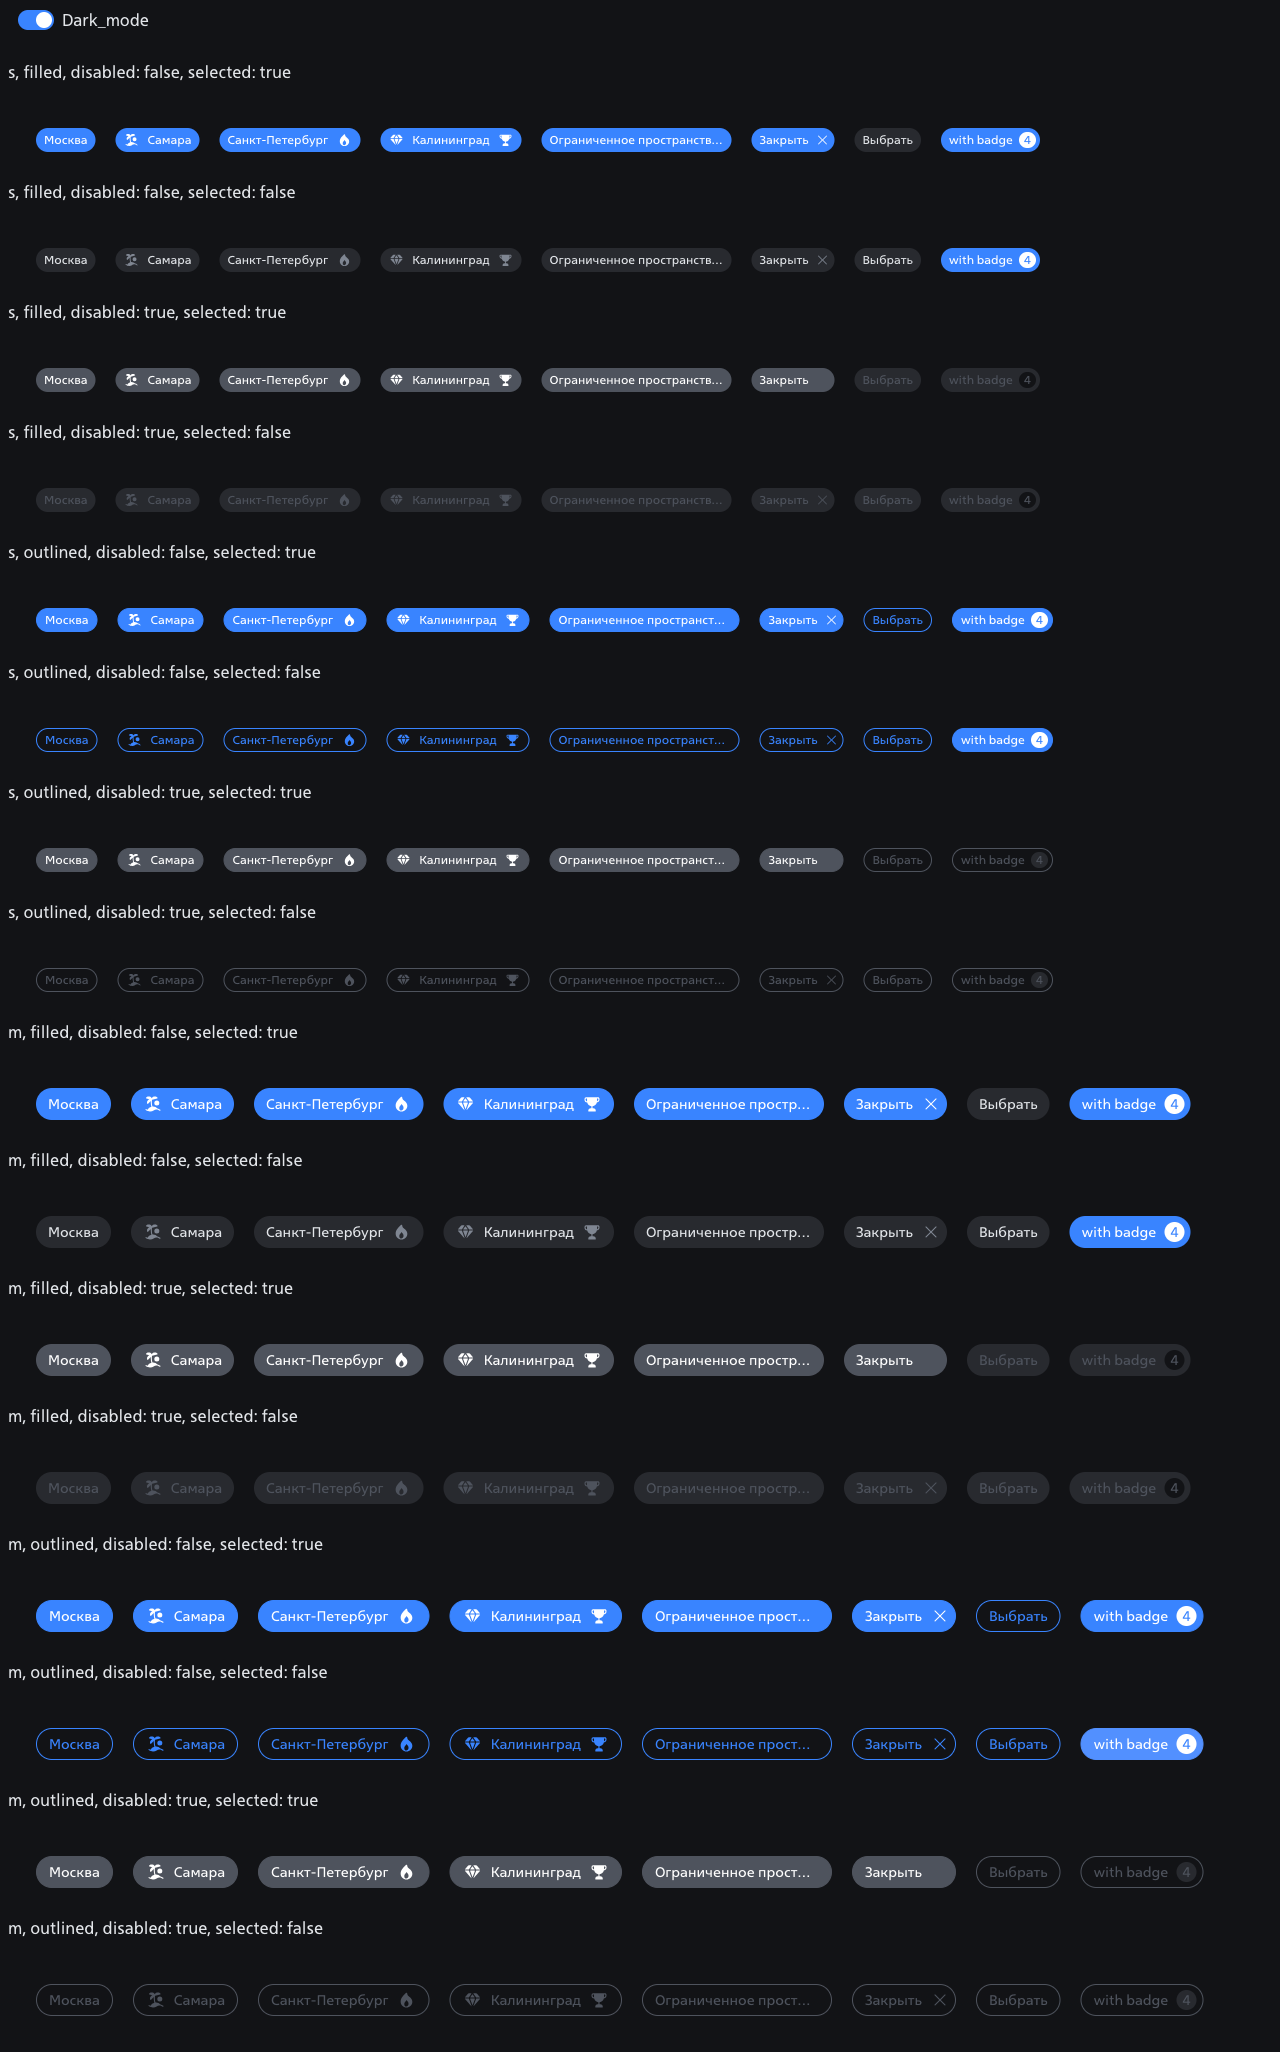 Dark_mode
s, filled, disabled: false, selected: true
Москва Самара Санкт-Петербург Калининград Ограниченное пространств... Закрыть Выбрать with badge 4
s, filled, disabled: false, selected: false
Москва Самара Санкт-Петербург Калининград Ограниченное пространств... Закрыть Выбрать with badge 4
s, filled, disabled: true, selected: true
Москва Самара Санкт-Петербург Калининград Ограниченное пространств... Закрыть Выбрать with badge 4
s, filled, disabled: true, selected: false
Москва Самара Санкт-Петербург Калининград Ограниченное пространств... Закрыть Выбрать with badge 4
s, outlined, disabled: false, selected: true
Москва Самара Санкт-Петербург Калининград Ограниченное пространст... Закрыть Выбрать with badge 4
s, outlined, disabled: false, selected: false
Москва Самара Санкт-Петербург Калининград Ограниченное пространст... Закрыть Выбрать with badge 4
s, outlined, disabled: true, selected: true
Москва Самара Санкт-Петербург Калининград Ограниченное пространст... Закрыть Выбрать with badge 4
s, outlined, disabled: true, selected: false
Москва Самара Санкт-Петербург Калининград Ограниченное пространст... Закрыть Выбрать with badge 4
m, filled, disabled: false, selected: true
Москва Самара Санкт-Петербург Калининград Ограниченное простр... Закрыть Выбрать with badge 4
m, filled, disabled: false, selected: false
Москва Самара Санкт-Петербург Калининград Ограниченное простр... Закрыть Выбрать with badge 4
m, filled, disabled: true, selected: true
Москва Самара Санкт-Петербург Калининград Ограниченное простр... Закрыть Выбрать with badge 4
m, filled, disabled: true, selected: false
Москва Самара Санкт-Петербург Калининград Ограниченное простр... Закрыть Выбрать with badge 4
m, outlined, disabled: false, selected: true
Москва Самара Санкт-Петербург Калининград Ограниченное прост... Закрыть Выбрать with badge 4
m, outlined, disabled: false, selected: false
Москва Самара Санкт-Петербург Калининград Ограниченное прост... Закрыть Выбрать with badge 4
m, outlined, disabled: true, selected: true
Москва Самара Санкт-Петербург Калининград Ограниченное прост... Закрыть Выбрать with badge 4
m, outlined, disabled: true, selected: false
Москва Самара Санкт-Петербург Калининград Ограниченное прост... Закрыть Выбрать with badge 4